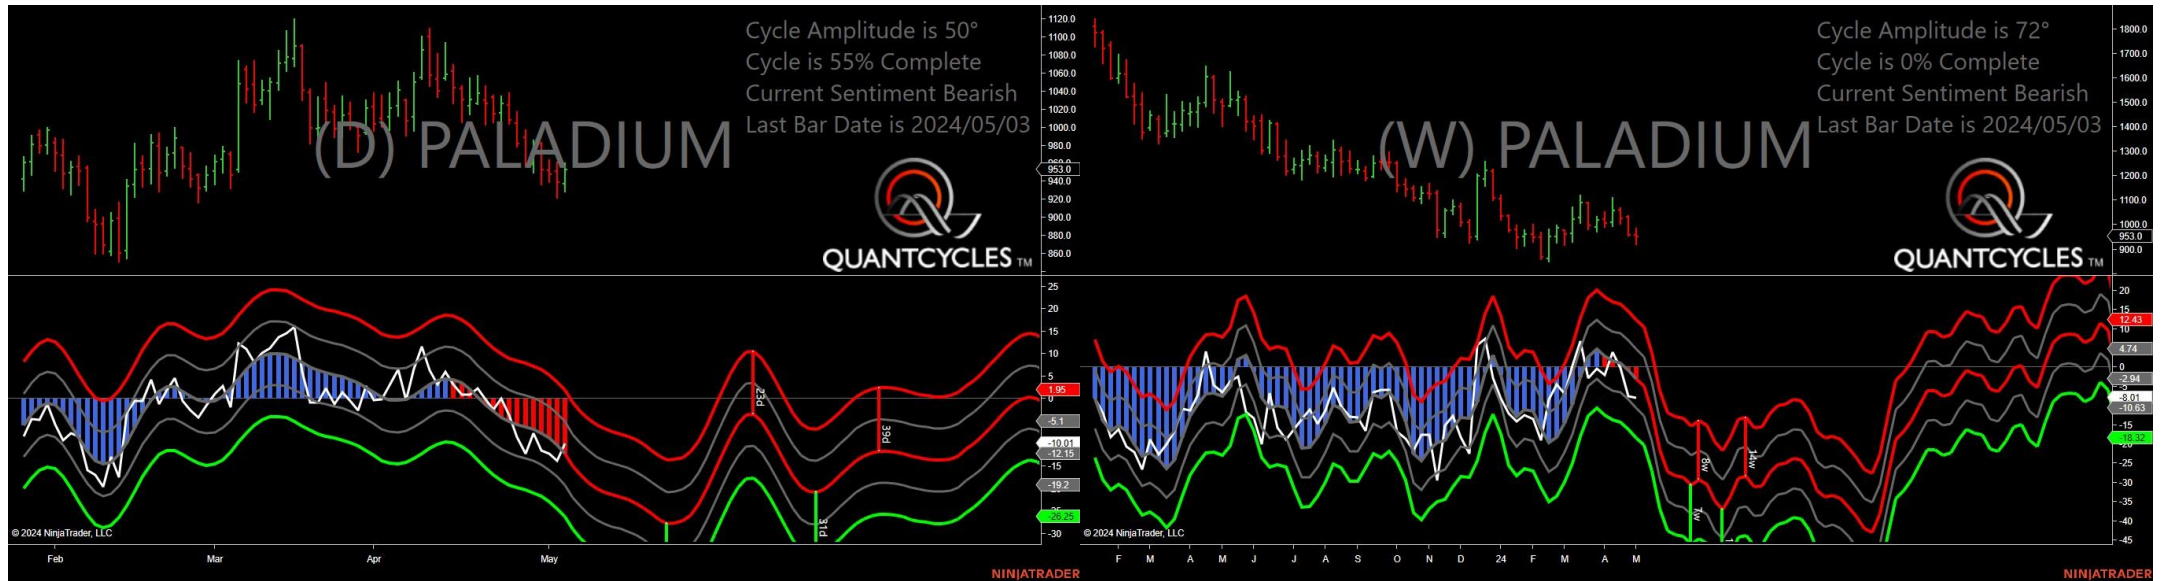 Cycle Amplitude is 50°
Cycle is 55% Complete
Current Sentiment Bearish
Last Bar Date is 2024/05/03
(D) PALADIUM
QUANTCYCLES TM
1120.0
1100.0
1080.0
1060.0
1040.0
1020.0
1000.0
980.0
953.0
940.0
920.0
900.0
880.0
860.0
25
20
15
10
5
1.95
0
-5.1
-10.01
-12.15
-15
-19.2
-26.25
-30
23d
39d
31d
© 2024 NinjaTrader, LLC
Feb
Mar
Apr
May
NINJATRADER
Cycle Amplitude is 72°
Cycle is 0% Complete
Current Sentiment Bearish
Last Bar Date is 2024/05/03
(W) PALADIUM
QUANTCYCLES TM
1800.0
1700.0
1600.0
1500.0
1400.0
1300.0
1200.0
1100.0
1000.0
953.0
900.0
20
15
12.43
10
4.74
0
-2.94
-5
-8.01
-10.63
-15
-18.32
-25
-30
-35
-40
-45
8w
14w
7w
© 2024 NinjaTrader, LLC
F
M
A
M
J
J
A
S
O
N
D
24
F
M
A
M
NINJATRADER